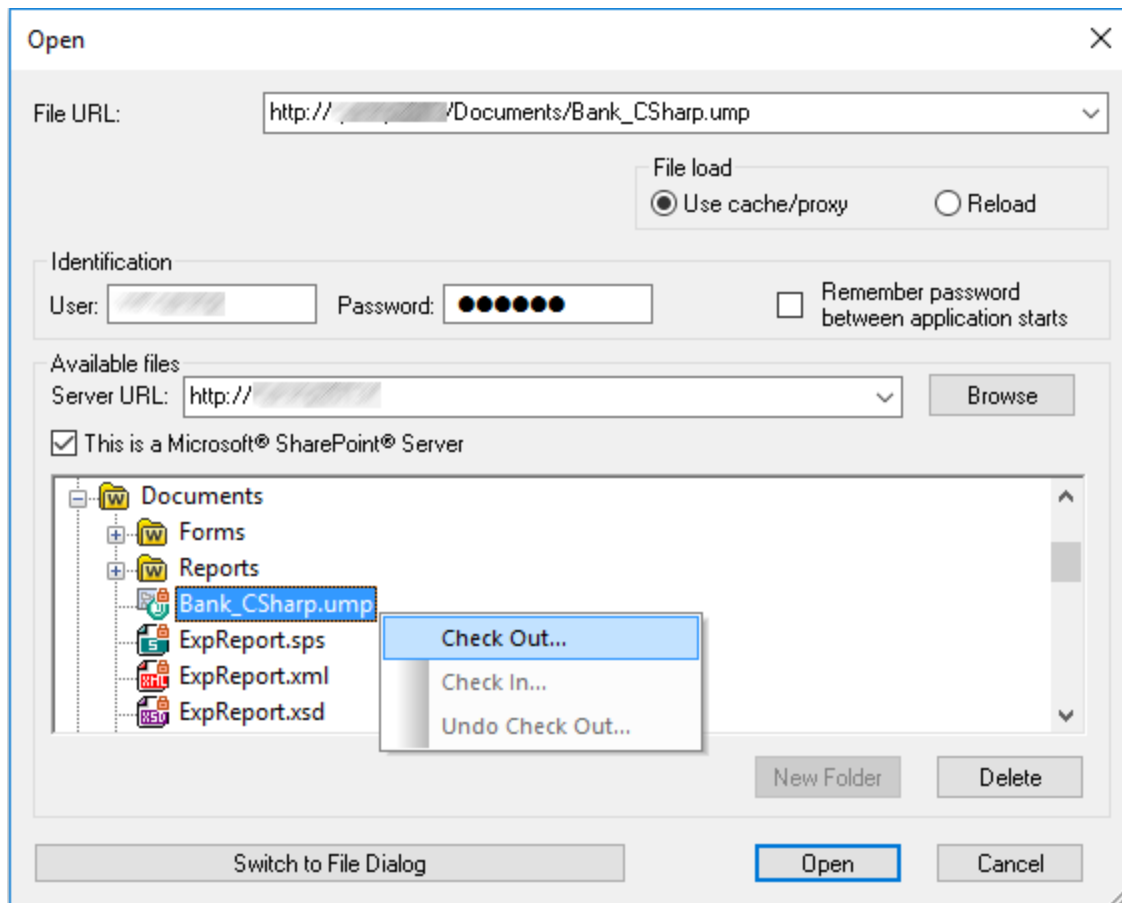 Open
File URL: http:// /Documents/Bank_CSharp.ump
File load
Use cache/proxy Reload
Identification
User: Password: ●●●●●●
Remember password
between application starts
Available files
Server URL: http://
Browse
This is a Microsoft® SharePoint® Server
Documents
Forms
Reports
Bank_CSharp.ump
ExpReport.sps
ExpReport.xml
ExpReport.xsd
Check Out...
Check In...
Undo Check Out...
New Folder Delete
Switch to File Dialog Open Cancel